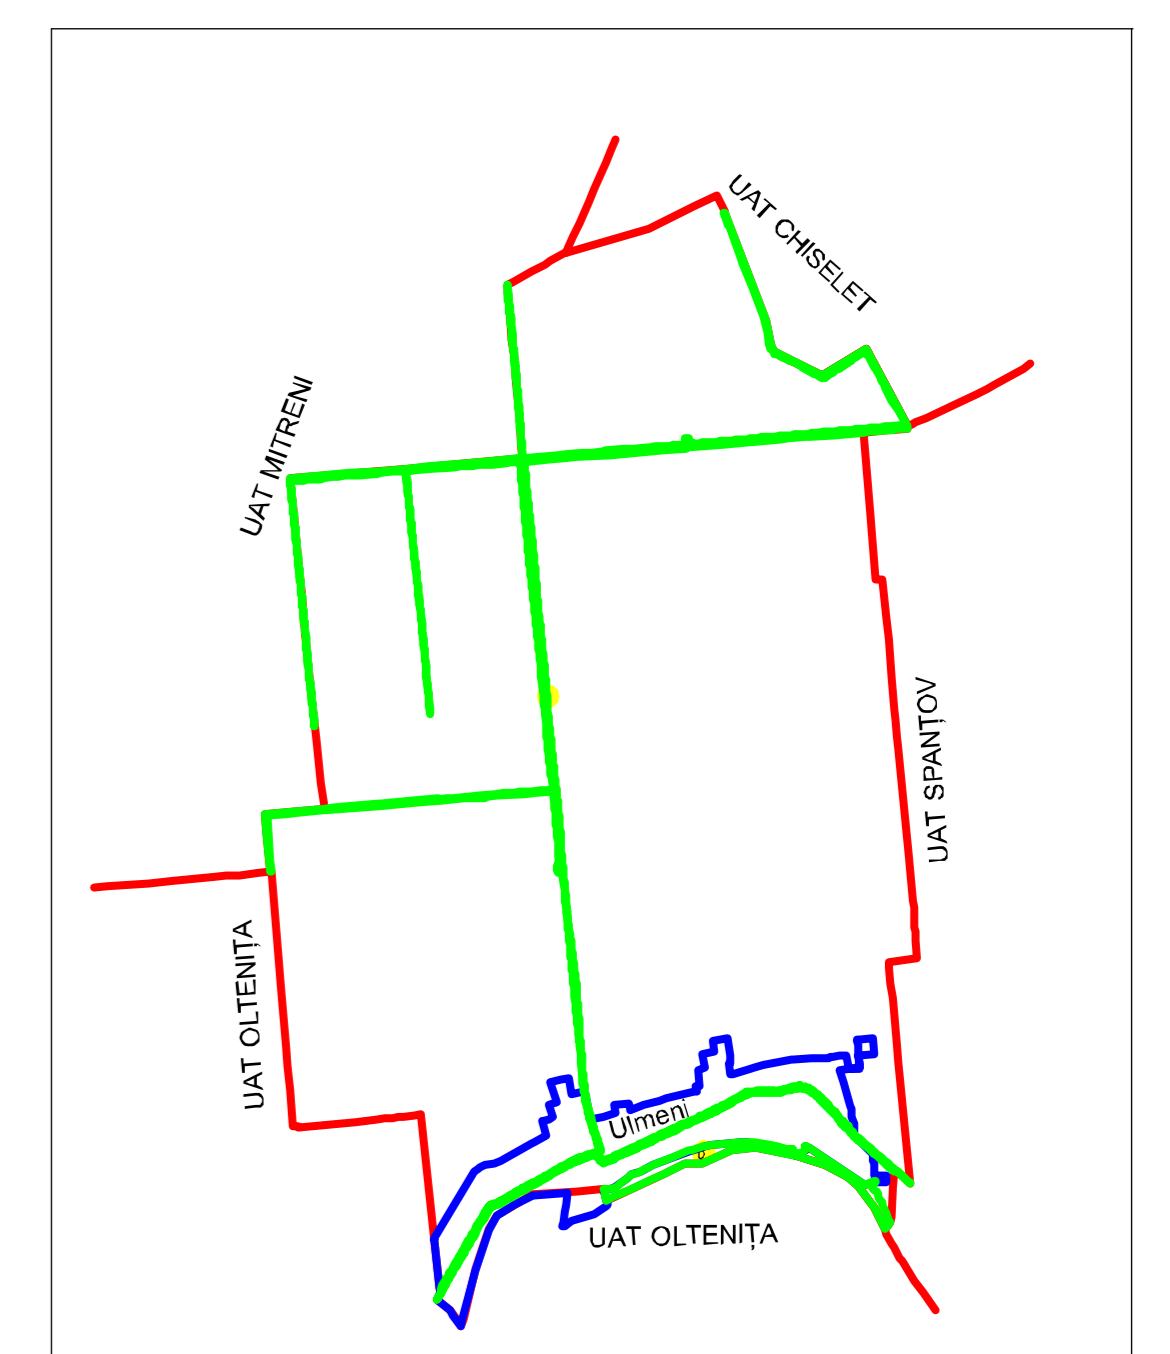 UAT CHISELET
UAT MITRENI
UAT SPANȚOV
UAT OLTENIȚA
Ulmeni
UAT OLTENIȚA